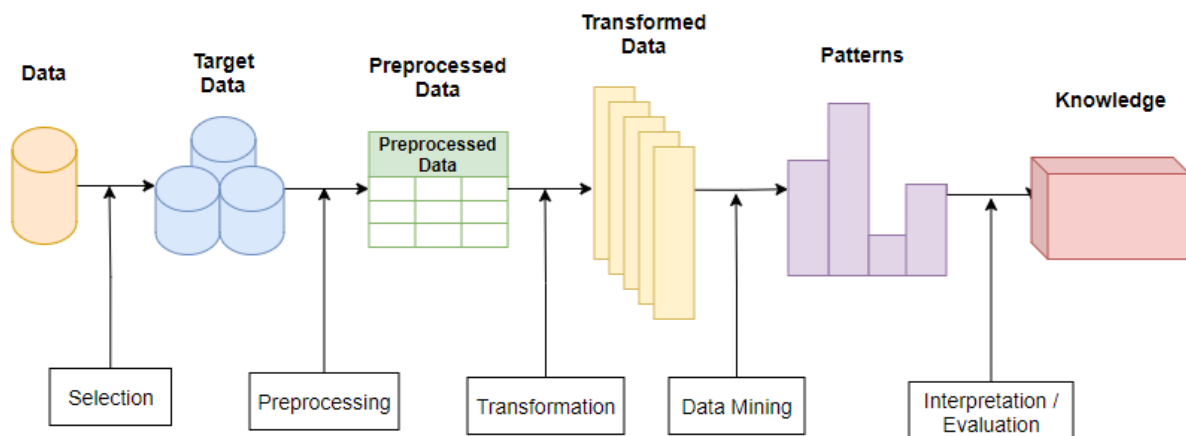 Data
Target
Data
Preprocessed
Data
Transformed
Data
Patterns
Knowledge
Preprocessed
Data
Selection
Preprocessing
Transformation
Data Mining
Interpretation /
Evaluation